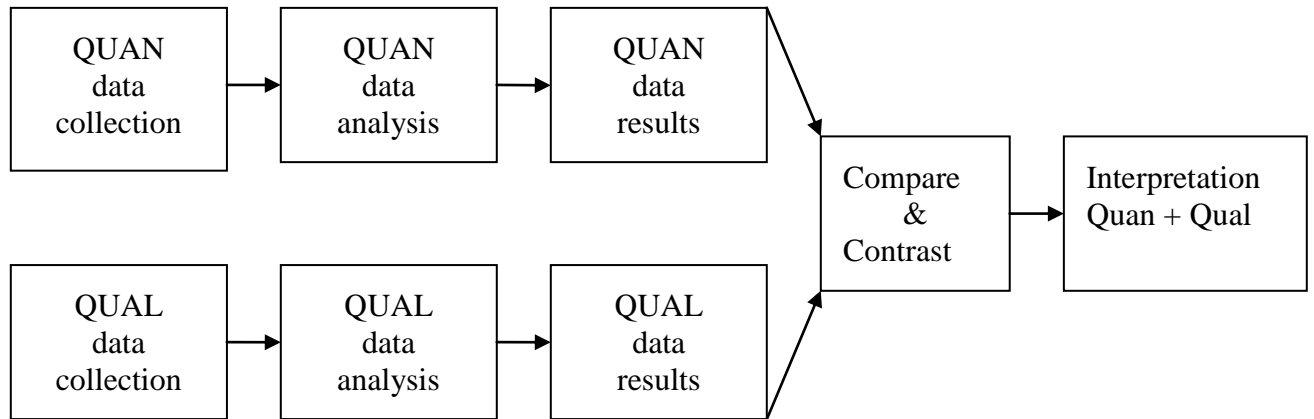 QUAN
data
collection
QUAN
data
analysis
QUAN
data
results
Compare
&
Contrast
Interpretation
Quan + Qual
QUAL
data
collection
QUAL
data
analysis
QUAL
data
results